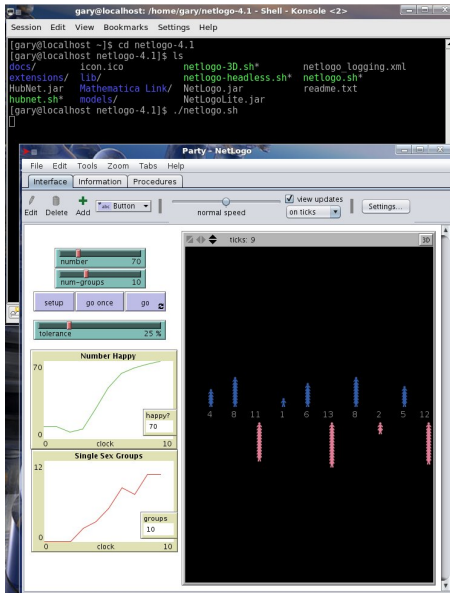 gary@localhost: /home/gary/netlogo-4.1 - Shell - Konsole <2>
Session Edit View Bookmarks Settings Help
[gary@localhost ~]$ cd netlogo-4.1
[gary@localhost netlogo-4.1]$ ls
docs/ icon.ico netlogo-3D.sh* netlogo_logging.xml
extensions/ lib/ netlogo-headless.sh* netlogo.sh*
HubNet.jar Mathematica Link/ NetLogo.jar readme.txt
hubnet.sh* models/ NetLogoLite.jar
[gary@localhost netlogo-4.1]$ ./netlogo.sh
Party - NetLogo
File Edit Tools Zoom Tabs Help
Interface Information Procedures
Edit Delete Add Button normal speed view updates on ticks Settings...
ticks: 9 3D
number 70
num-groups 10
setup go once go
tolerance 25 %
Number Happy
70
0
clock
10
happy?
70
Single Sex Groups
12
0
clock
10
groups
10
4 8 11 1 6 13 8 2 5 12